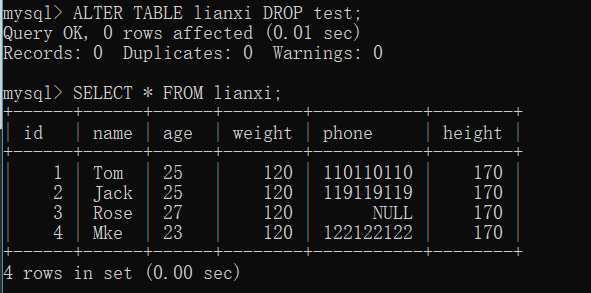 mysql> ALTER TABLE lianxi DROP test;
Query OK, 0 rows affected (0.01 sec)
Records: 0  Duplicates: 0  Warnings: 0
mysql> SELECT * FROM lianxi;
+------+------+------+--------+-----------+--------+
| id   | name | age  | weight | phone     | height |
+------+------+------+--------+-----------+--------+
|    1 | Tom  | 25   |    120 | 110110110 |    170 |
|    2 | Jack | 25   |    120 | 119119119 |    170 |
|    3 | Rose | 27   |    120 |      NULL |    170 |
|    4 | Mke  | 23   |    120 | 122122122 |    170 |
+------+------+------+--------+-----------+--------+
4 rows in set (0.00 sec)